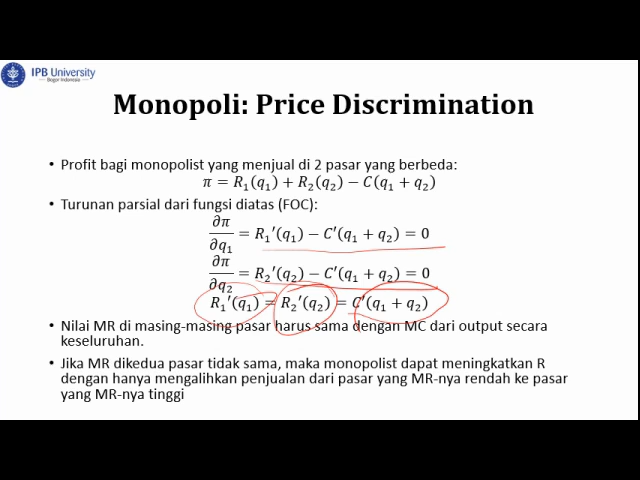 IPB University
Bogor Indonesia
Monopoli: Price Discrimination
• Profit bagi monopolist yang menjual di 2 pasar yang berbeda:
π = R₁(q₁) + R₂(q₂) − C(q₁ + q₂)
• Turunan parsial dari fungsi diatas (FOC):
∂π/∂q₁ = R₁′(q₁) − C′(q₁ + q₂) = 0
∂π/∂q₂ = R₂′(q₂) − C′(q₁ + q₂) = 0
R₁′(q₁) = R₂′(q₂) = C′(q₁ + q₂)
• Nilai MR di masing-masing pasar harus sama dengan MC dari output secara
keseluruhan.
• Jika MR dikedua pasar tidak sama, maka monopolist dapat meningkatkan R
dengan hanya mengalihkan penjualan dari pasar yang MR-nya rendah ke pasar
yang MR-nya tinggi